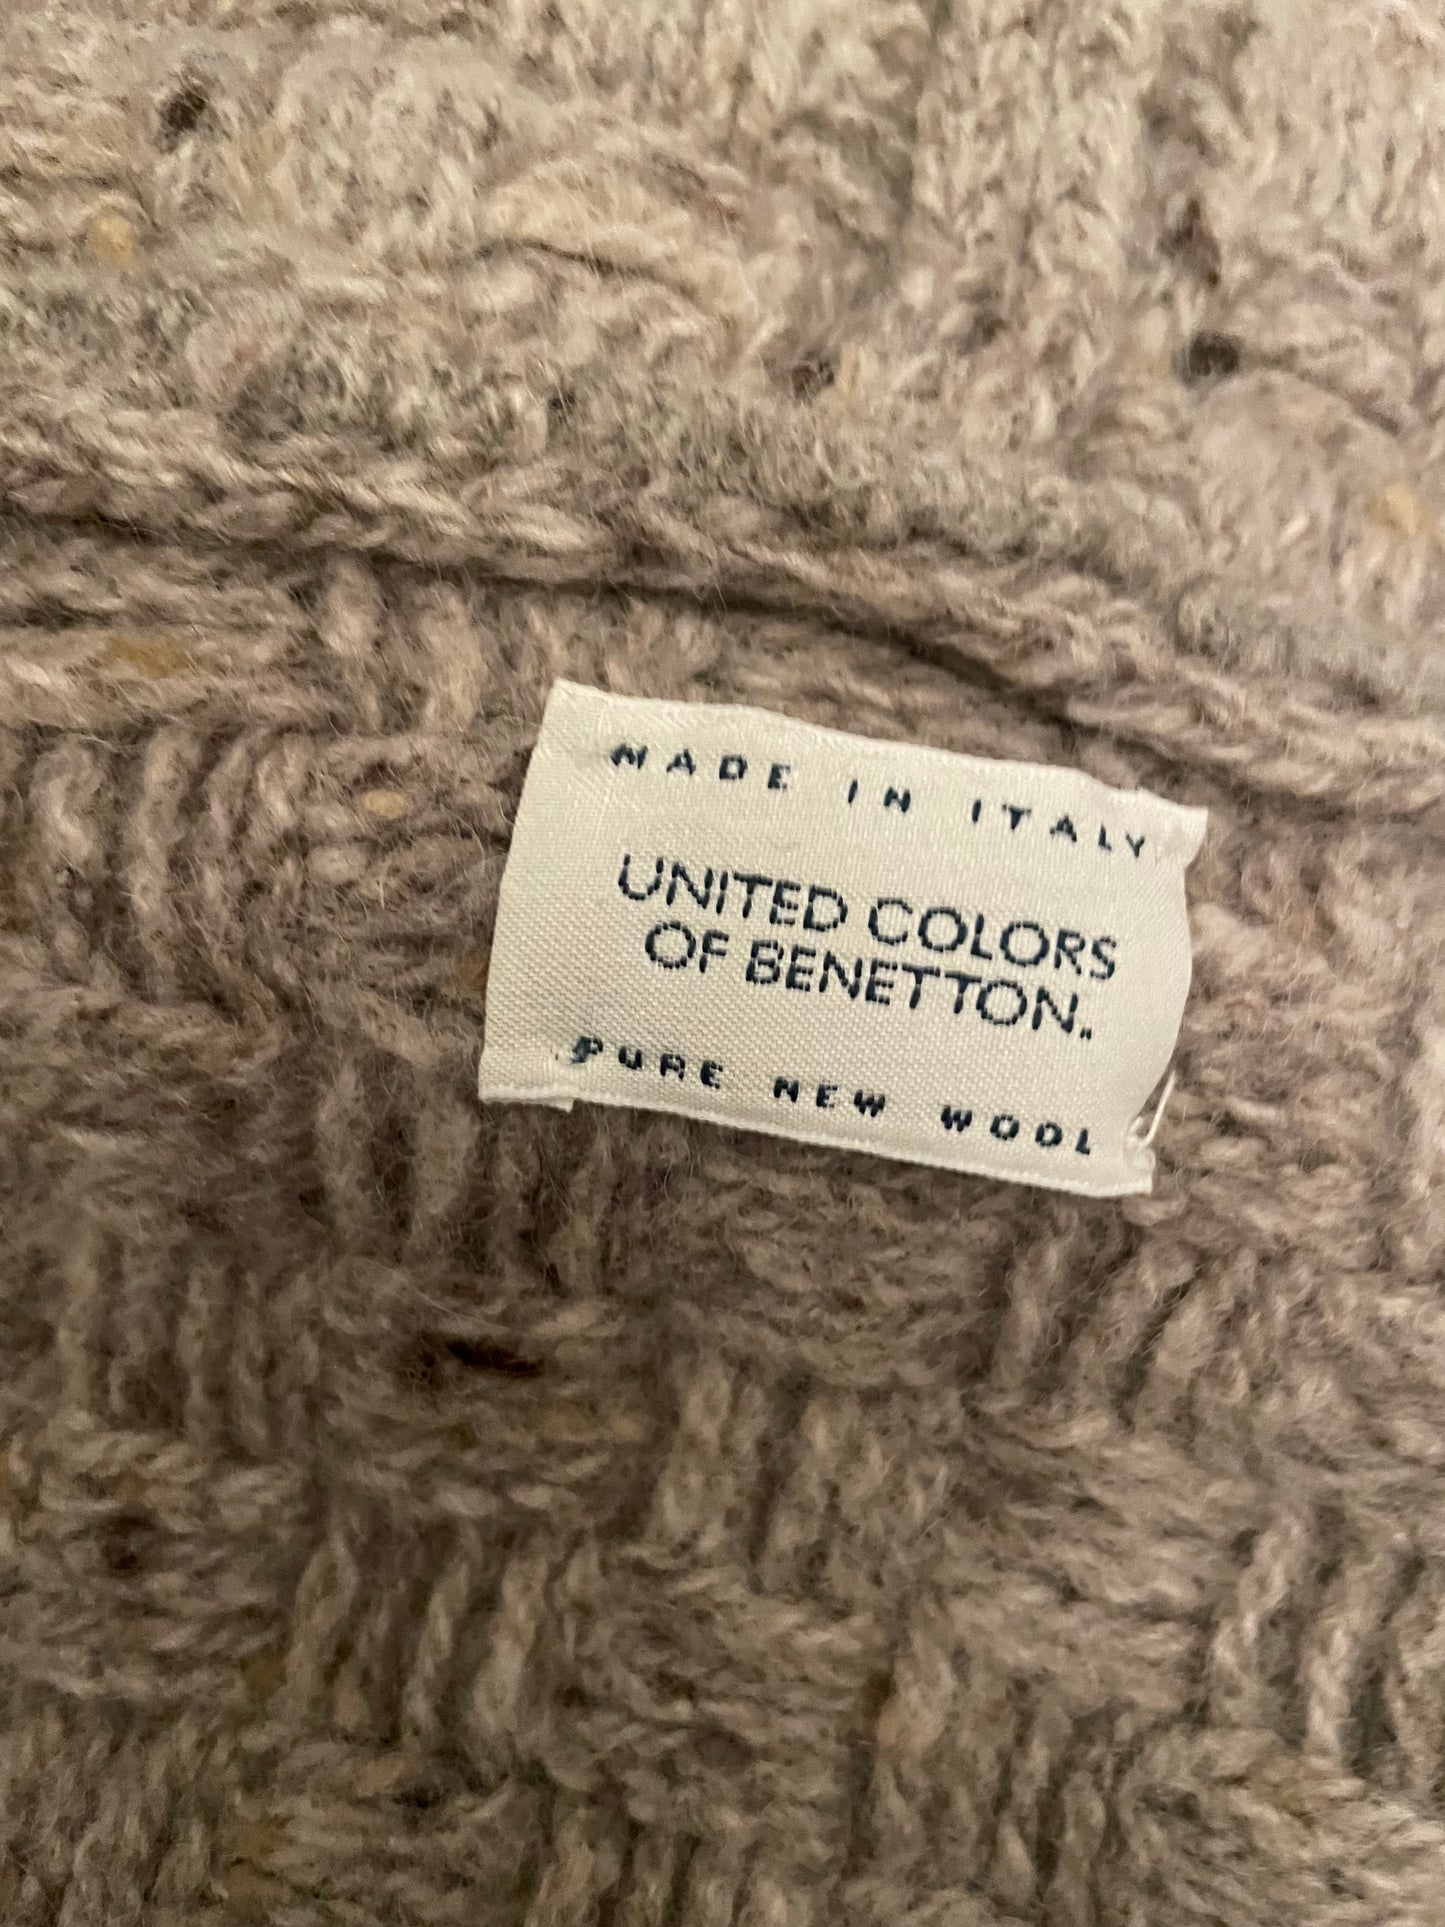 MADE IN ITALY
UNITED COLORS
OF BENETTON.
PURE NEW WOOL